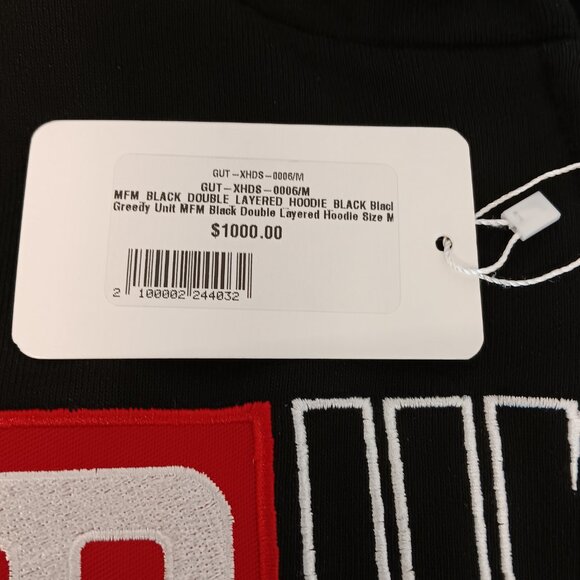 GUT-XHDS-0006/M
GUT-XHDS-0006/M
MFM BLACK DOUBLE LAYERED HOODIE BLACK Blacl
Greedy Unit MFM Black Double Layered Hoodie Size M
$1000.00
2 100002 244032